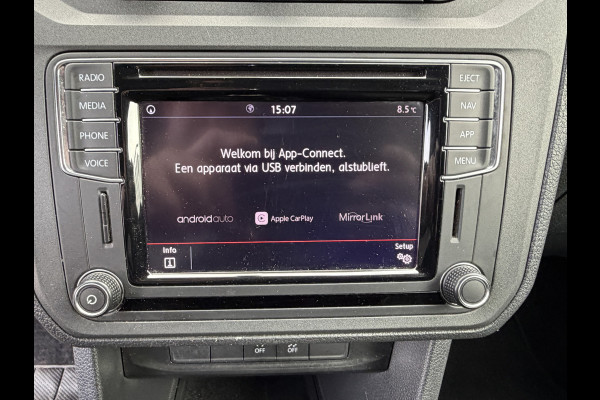 RADIO
MEDIA
PHONE
VOICE
EJECT
NAV
APP
MENU
15:07
8.5°C
Welkom bij App-Connect.
Een apparaat via USB verbinden, alstublieft.
androidauto Apple CarPlay MirrorLink
Info Setup
OFF OFF